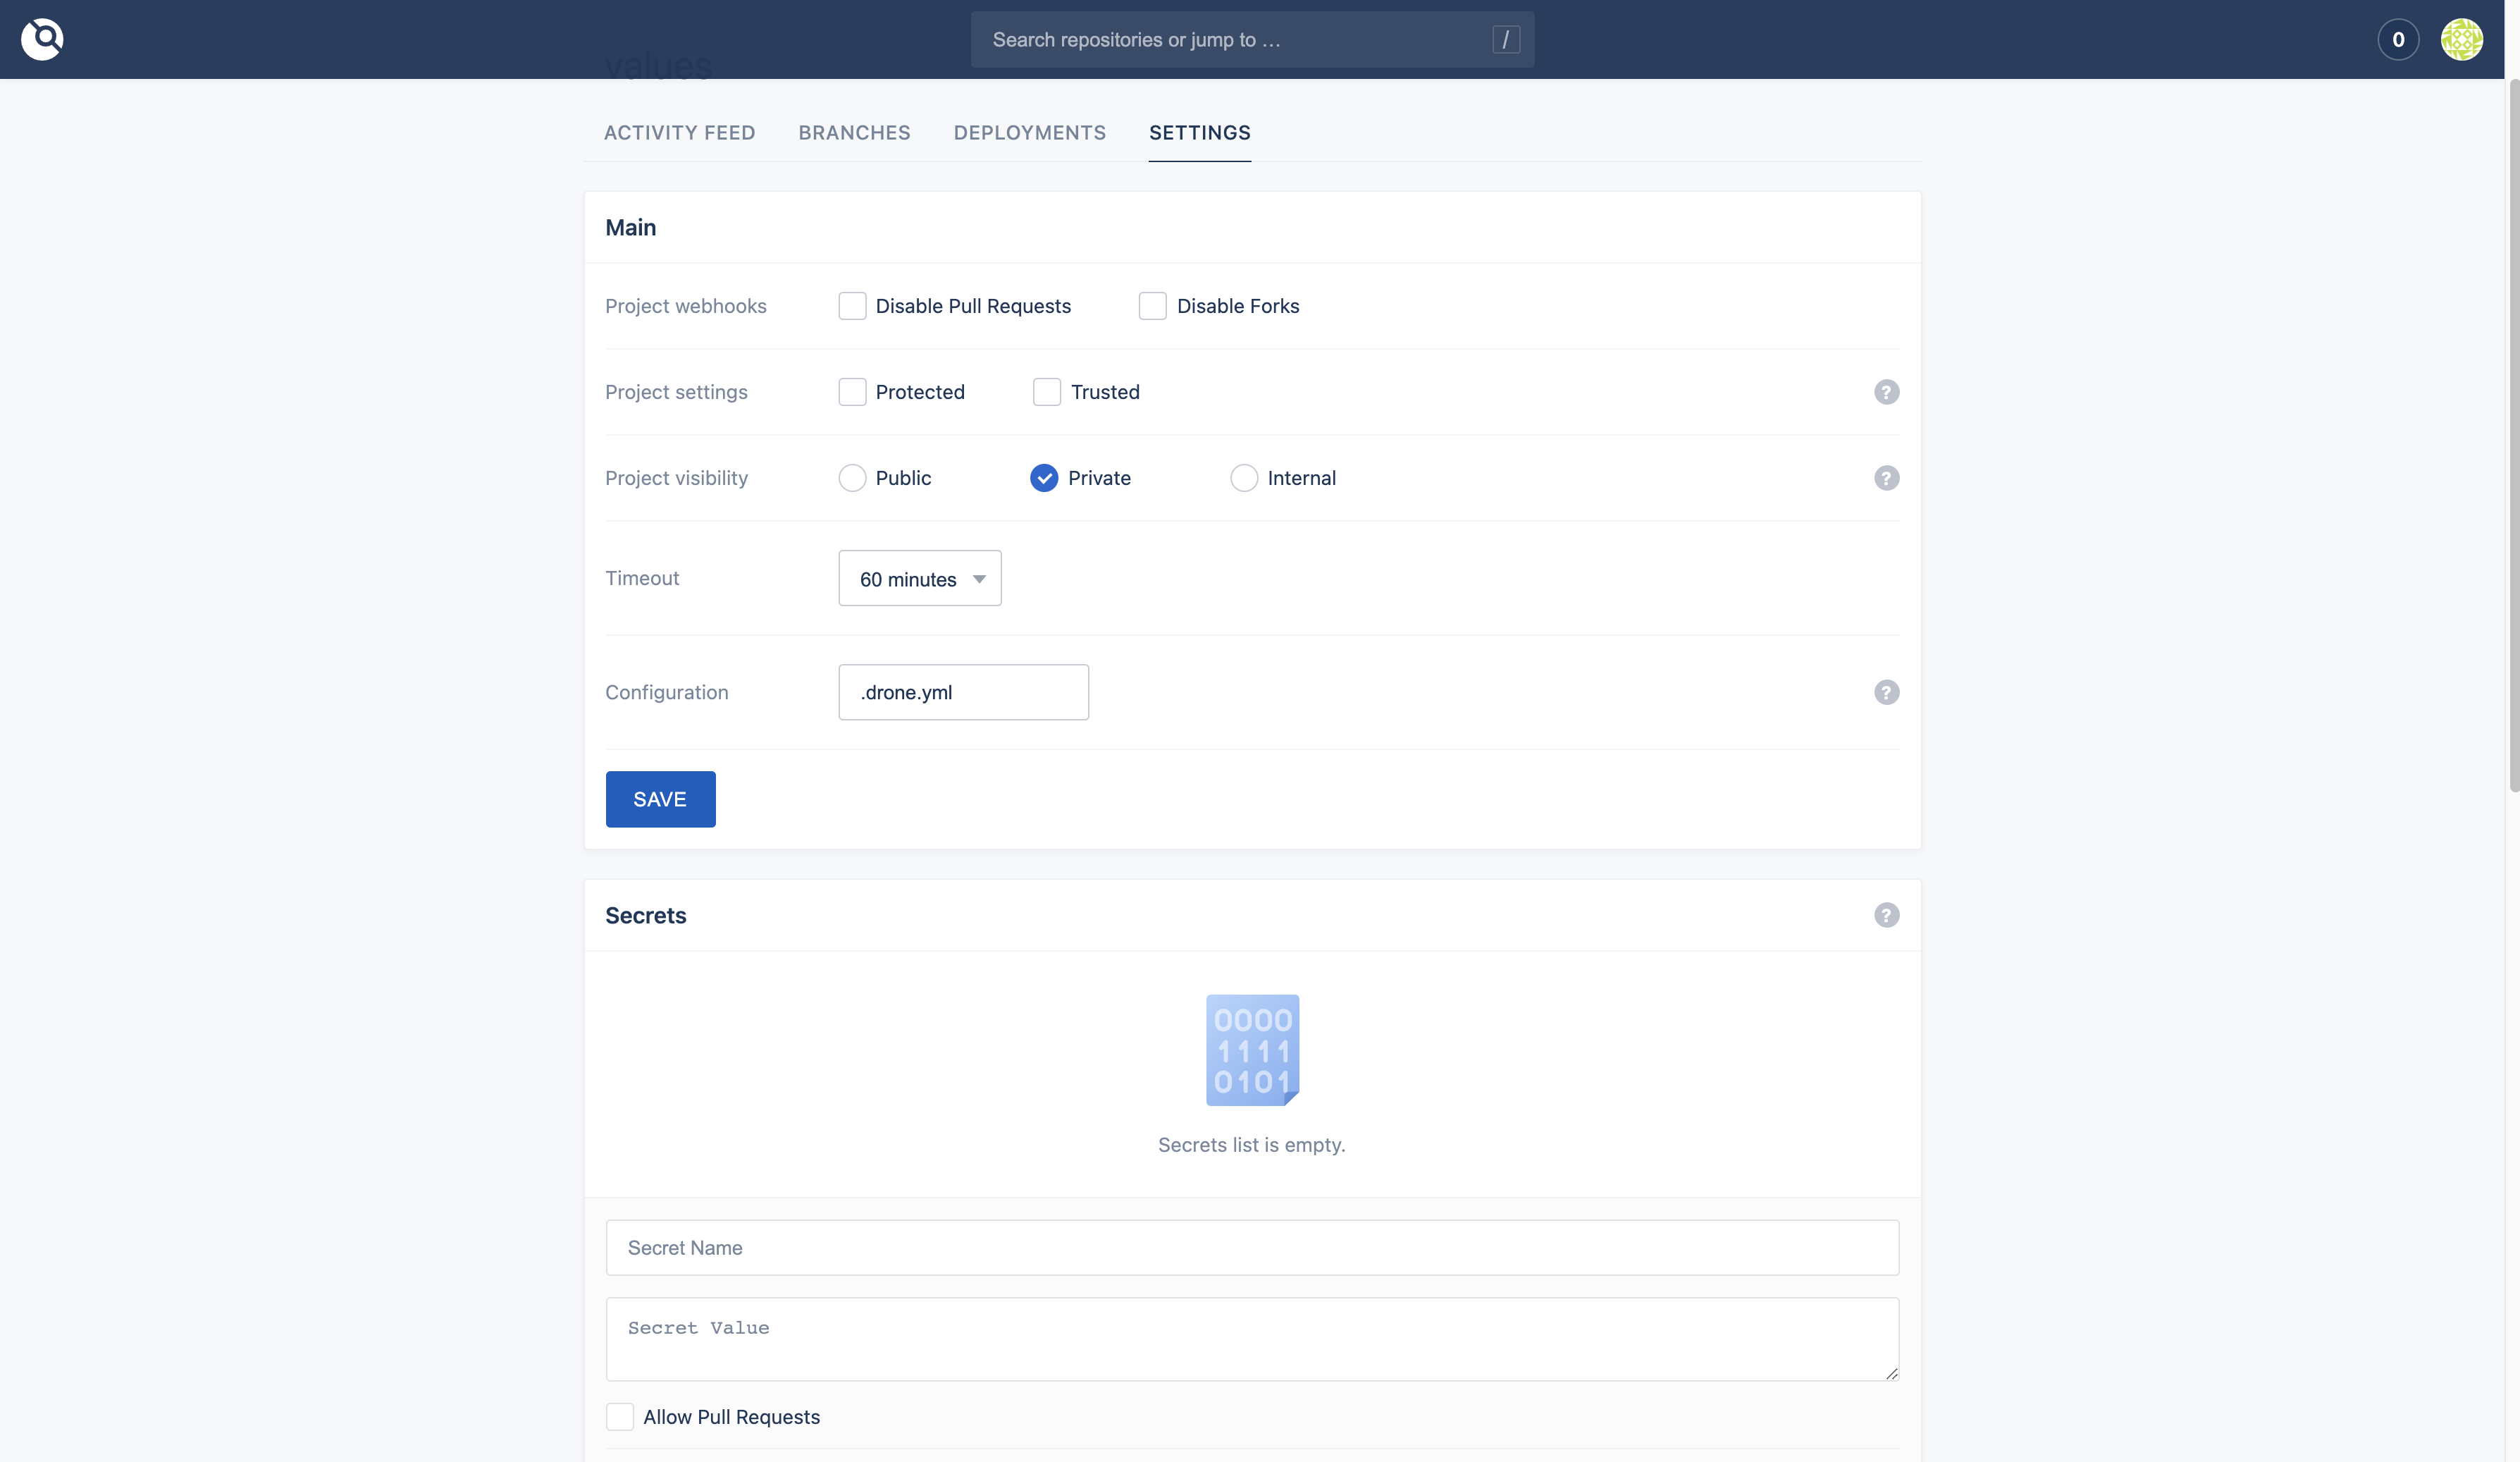 Search repositories or jump to … /
0
values
ACTIVITY FEED BRANCHES DEPLOYMENTS SETTINGS
Main
Project webhooks Disable Pull Requests Disable Forks
Project settings Protected Trusted ?
Project visibility Public Private Internal ?
Timeout 60 minutes
Configuration .drone.yml ?
SAVE
Secrets ?
0000
1111
0101
Secrets list is empty.
Secret Name
Secret Value
Allow Pull Requests